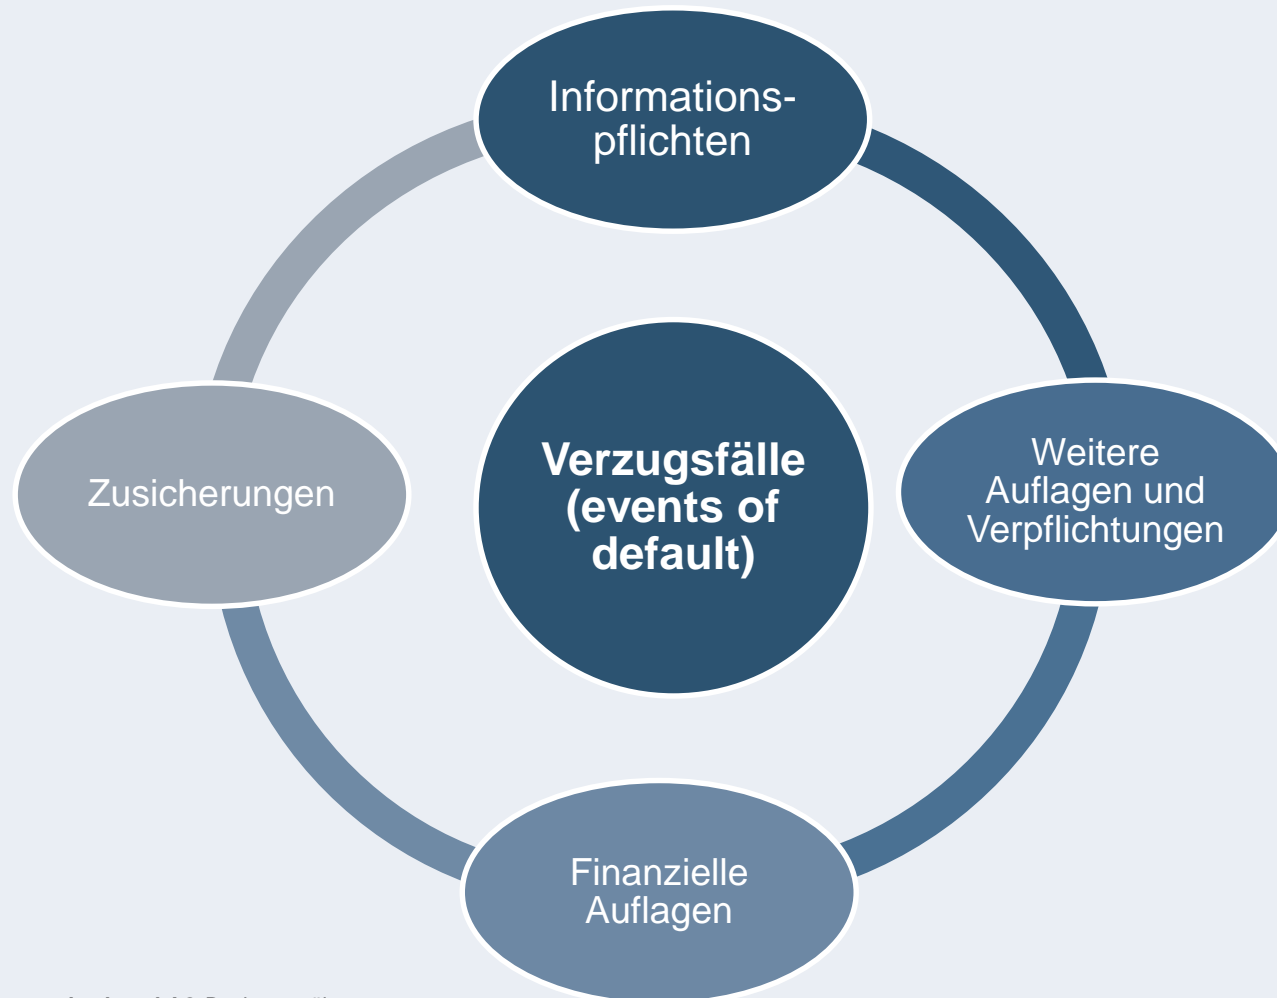 Informations-
pflichten
Verzugsfälle
(events of
default)
Weitere
Auflagen und
Verpflichtungen
Zusicherungen
Finanzielle
Auflagen